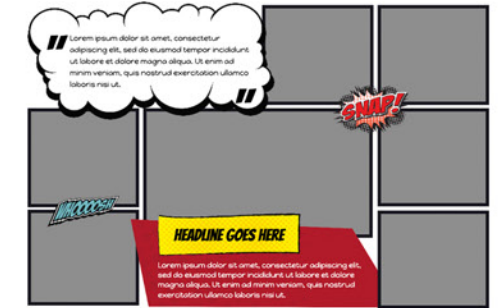 Lorem ipsum dolor sit amet, consectetur
adipiscing elit, sed do eiusmod tempor incididunt
ut labore et dolore magna aliqua. Ut enim ad
minim veniam, quis nostrud exercitation ullamco
laboris nisi ut.
SNAP!
WHOOOOSH
HEADLINE GOES HERE
Lorem ipsum dolor sit amet, consectetur adipiscing elit,
sed do eiusmod tempor incididunt ut labore et dolore
magna aliqua. Ut enim ad minim veniam, quis nostrud
exercitation ullamco laboris nisi ut.